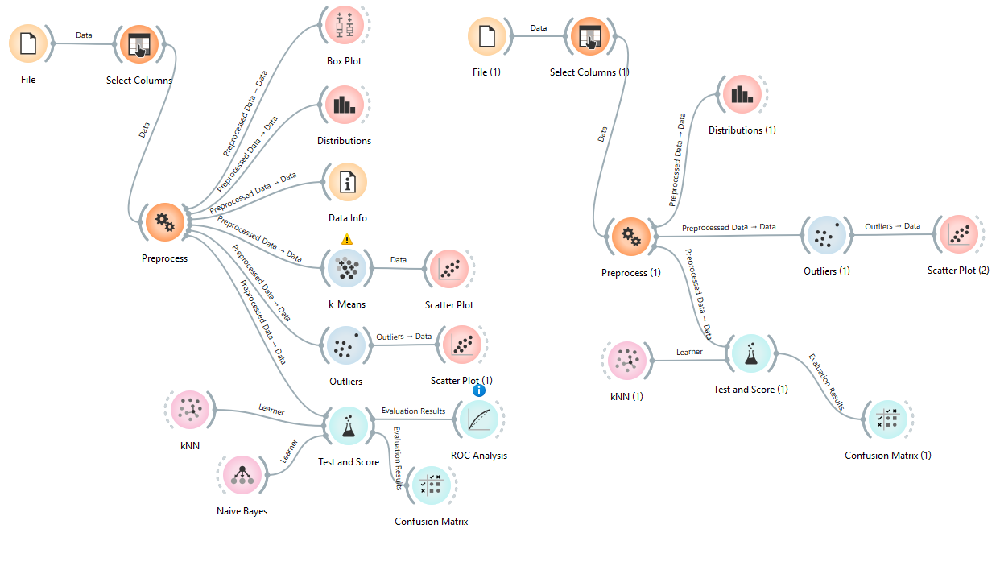 Data
File
Select Columns
Data
Preprocess
Preprocessed Data → Data
Box Plot
Preprocessed Data → Data
Distributions
Preprocessed Data → Data
Data Info
Preprocessed Data → Data
k-Means
Data
Scatter Plot
Preprocessed Data → Data
Outliers
Outliers → Data
Scatter Plot (1)
Preprocessed Data → Data
kNN
Learner
Naive Bayes
Learner
Test and Score
Evaluation Results
ROC Analysis
Evaluation Results
Confusion Matrix
Data
File (1)
Select Columns (1)
Data
Preprocess (1)
Preprocessed Data → Data
Distributions (1)
Preprocessed Data → Data
Outliers (1)
Outliers → Data
Scatter Plot (2)
Preprocessed Data → Data
kNN (1)
Learner
Test and Score (1)
Evaluation Results
Confusion Matrix (1)